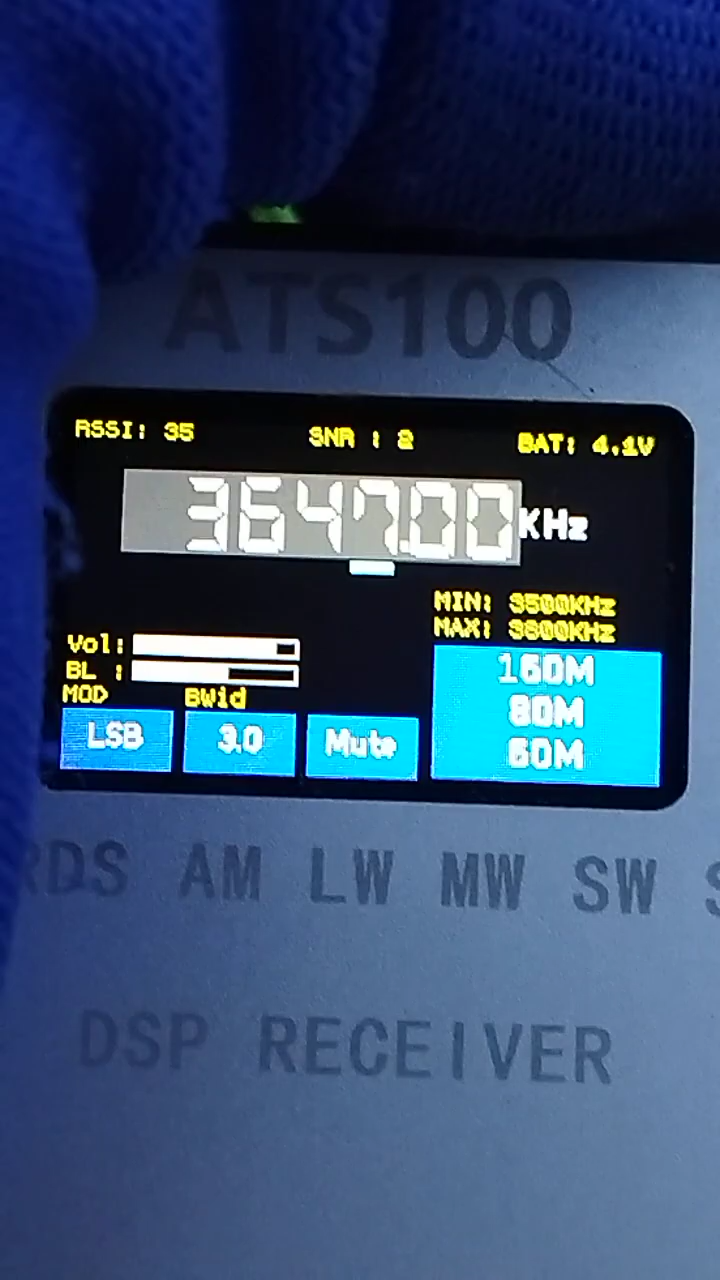 ATS100
RSSI: 35 SNR : 2 BAT: 4.1V
3647.00 KHz
MIN: 3500KHz
MAX: 3800KHz
Vol:
BL :
MOD BWid
160M
80M
60M
LSB 3.0 Mute
RDS AM LW MW SW S
DSP RECEIVER